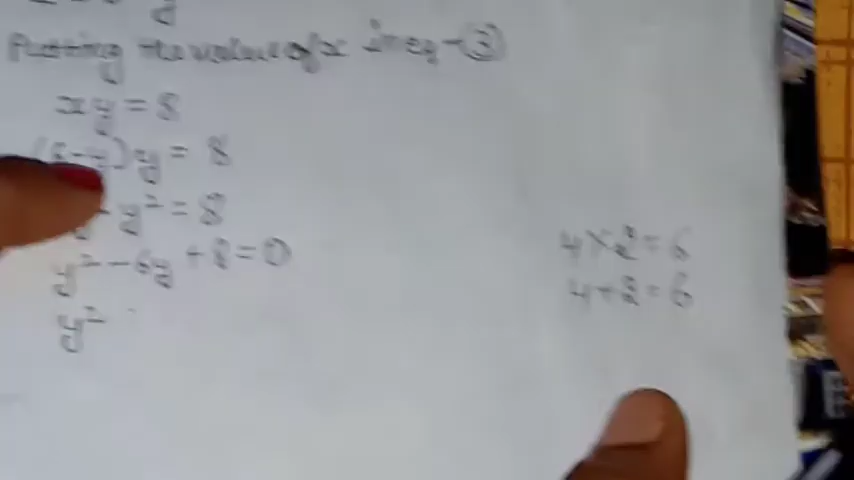 Putting the value of x in eq - ③
xy = 8
(6-y)y = 8
y² = 8
y² - 6y + 8 = 0
y²
4 × 2 = 6
4 + 2 = 6